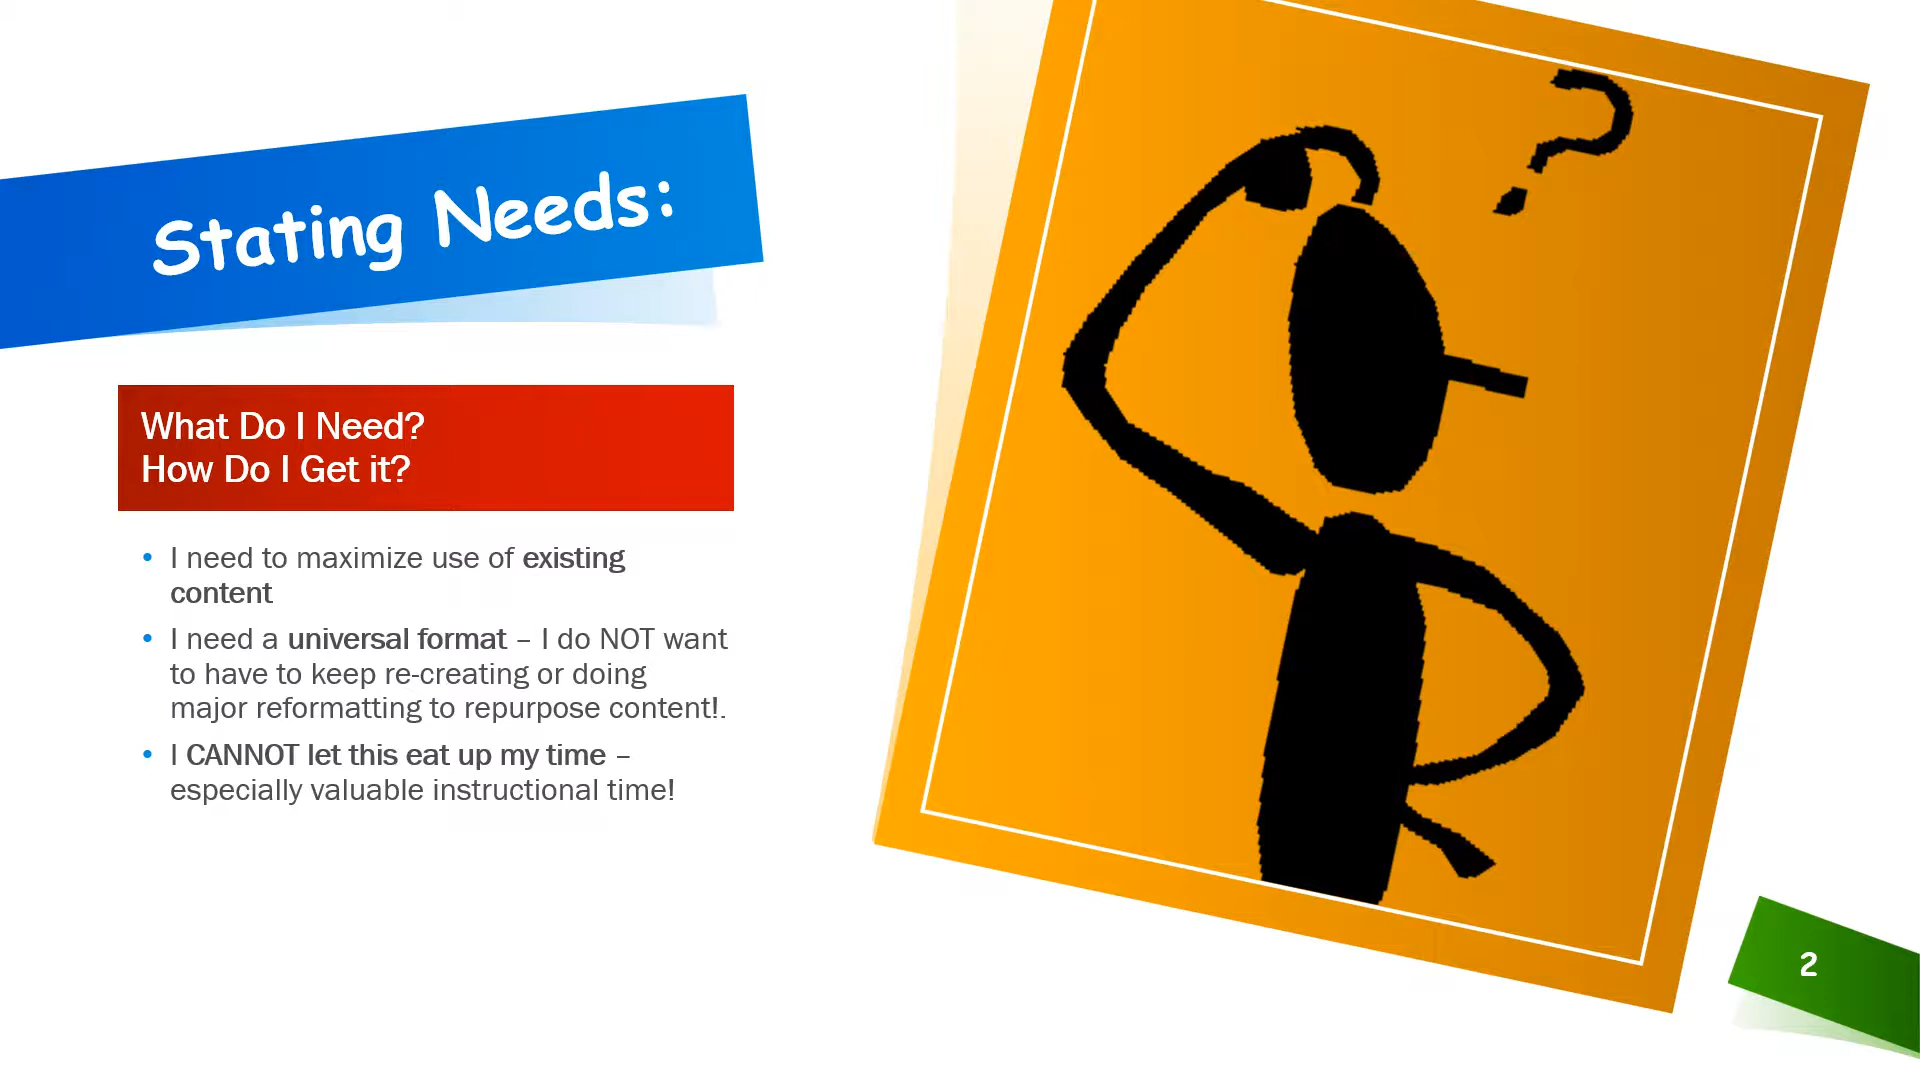 Stating Needs:
What Do I Need?
How Do I Get it?
• I need to maximize use of existing
content
• I need a universal format – I do NOT want
to have to keep re-creating or doing
major reformatting to repurpose content!.
• I CANNOT let this eat up my time –
especially valuable instructional time!
?
2